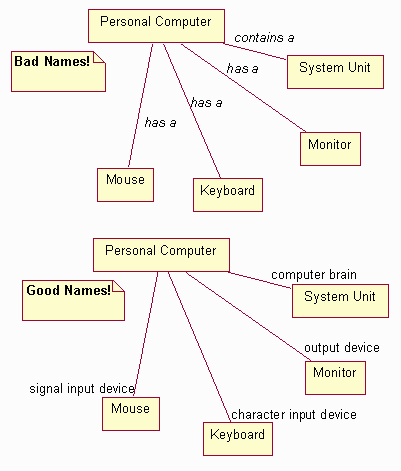 Personal Computer
contains a
Bad Names!
has a
System Unit
has a
Monitor
Mouse
Keyboard
Personal Computer
computer brain
Good Names!
System Unit
output device
Monitor
signal input device
Mouse
character input device
Keyboard